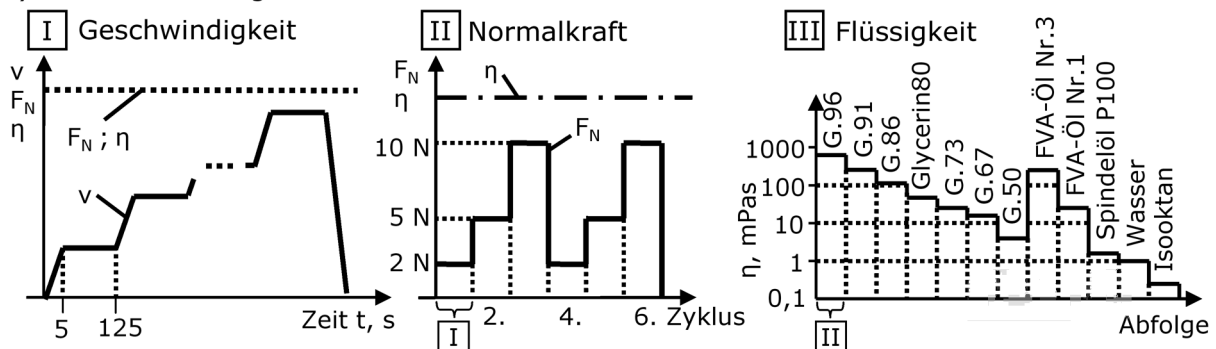 I Geschwindigkeit
v
F_N
η
F_N ; η
v
5
125
Zeit t, s
II Normalkraft
F_N
η
η
F_N
10 N
5 N
2 N
I
2.
4.
6. Zyklus
III Flüssigkeit
η, mPas
1000
100
10
1
0,1
G.96
G.91
G.86
Glycerin80
G.73
G.67
G.50
FVA-Öl Nr.3
FVA-Öl Nr.1
Spindelöl P100
Wasser
Isooktan
II
Abfolge